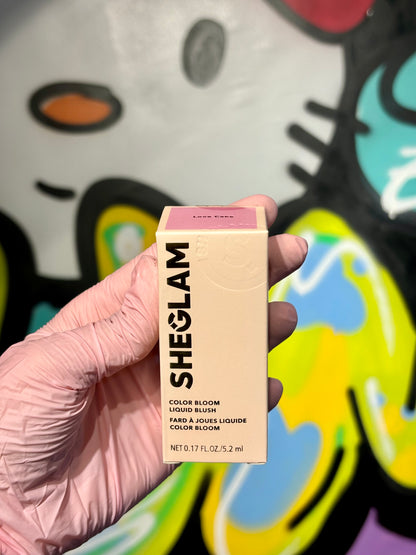 Love Cake
SHEGLAM
COLOR BLOOM
LIQUID BLUSH
FARD À JOUES LIQUIDE
COLOR BLOOM
NET 0.17 FL.OZ./5.2 ml